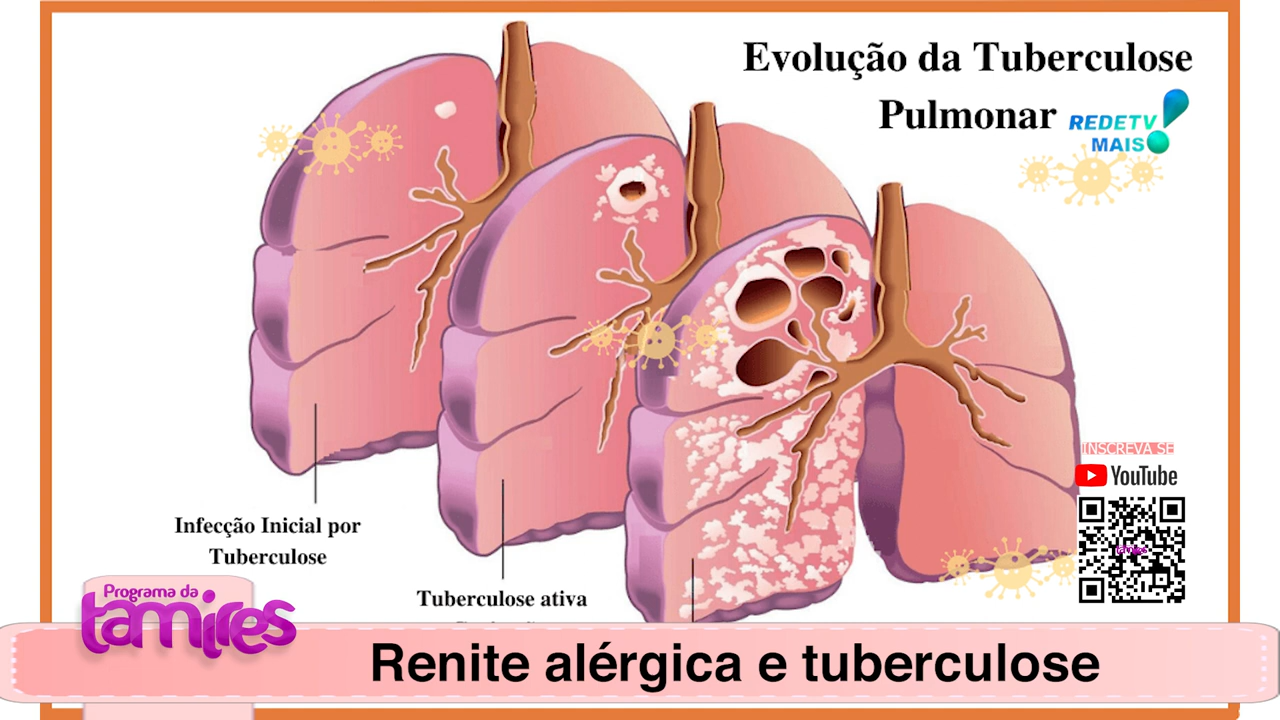 Evolução da Tuberculose
Pulmonar
REDETV
MAIS
INSCREVA SE
YouTube
tamires
Infecção Inicial por
Tuberculose
Tuberculose ativa
Programa da
tamires
Renite alérgica e tuberculose